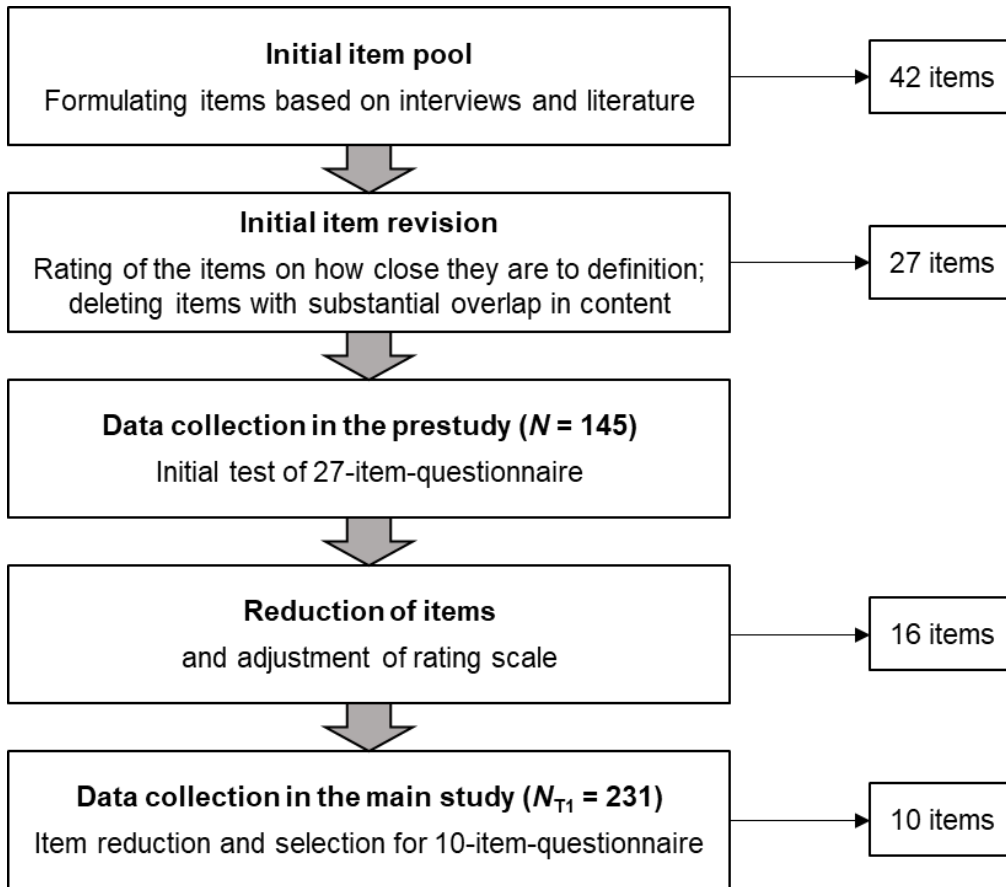 Initial item pool
Formulating items based on interviews and literature
42 items
Initial item revision
Rating of the items on how close they are to definition;
deleting items with substantial overlap in content
27 items
Data collection in the prestudy (N = 145)
Initial test of 27-item-questionnaire
Reduction of items
and adjustment of rating scale
16 items
Data collection in the main study (N_T1 = 231)
Item reduction and selection for 10-item-questionnaire
10 items